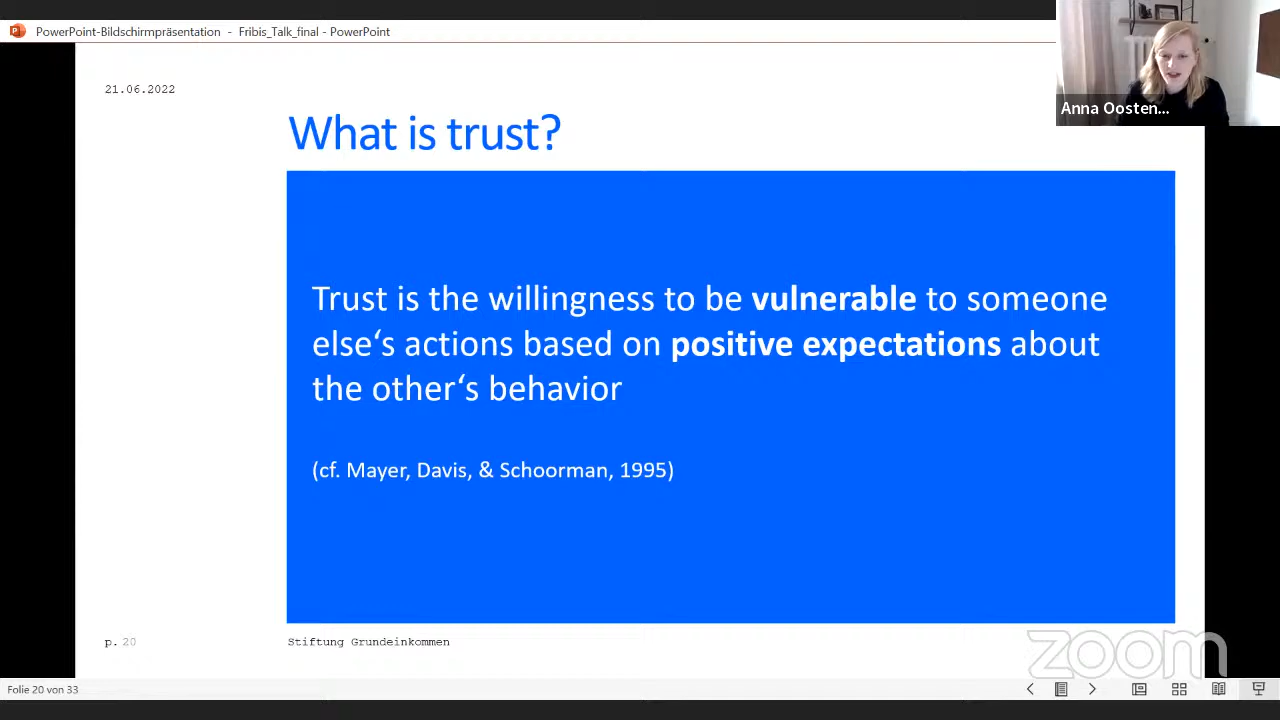 PowerPoint-Bildschirmpräsentation - Fribis_Talk_final - PowerPoint
Anna Oosten...
21.06.2022
What is trust?
Trust is the willingness to be vulnerable to someone
else‘s actions based on positive expectations about
the other‘s behavior
(cf. Mayer, Davis, & Schoorman, 1995)
p. 20
Stiftung Grundeinkommen
zoom
Folie 20 von 33